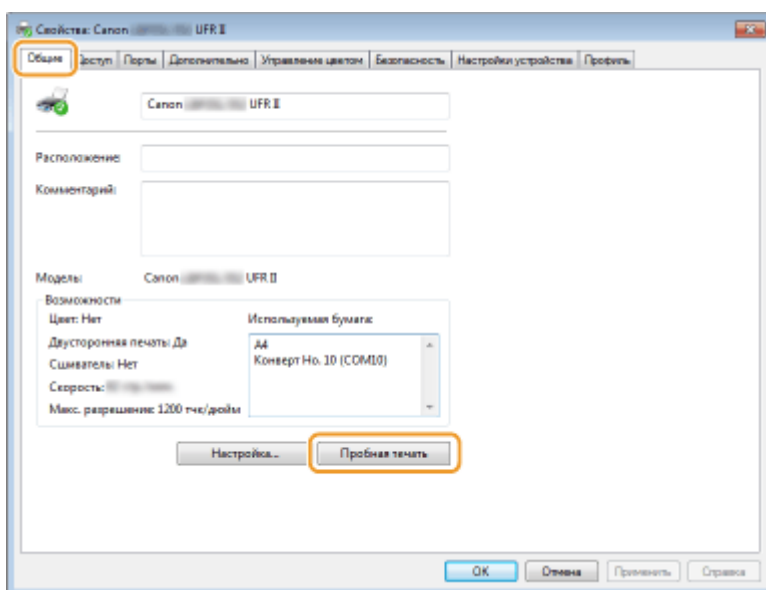 Свойства: Canon UFR II
Общие Доступ Порты Дополнительно Управление цветом Безопасность Настройки устройства Профиль
Canon UFR II
Расположение:
Комментарий:
Модель: Canon UFR II
Возможности
Цвет: Нет Используемая бумага:
Двусторонняя печать: Да A4
Сшиватель: Нет Конверт Но. 10 (COM10)
Скорость:
Макс. разрешение: 1200 тчк/дюйм
Настройка... Пробная печать
OK Отмена Применить Справка